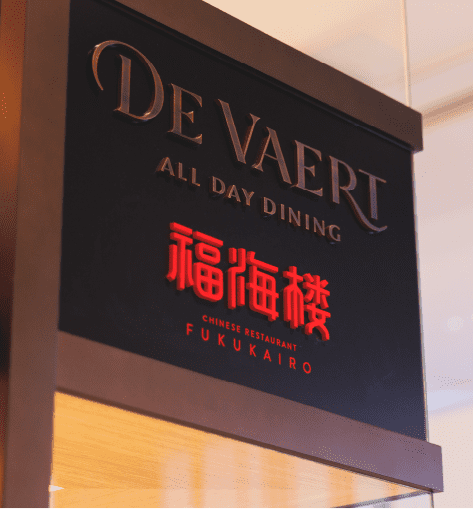 DE VAERT
ALL DAY DINING
福海楼
CHINESE RESTAURANT
FUKUKAIRO